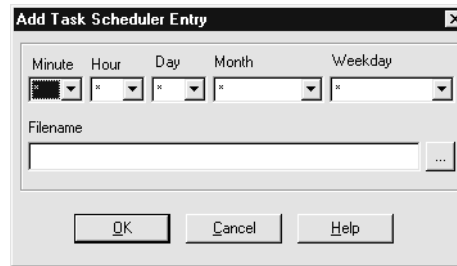 Add Task Scheduler Entry
Minute Hour Day Month Weekday
* * * * *
Filename
...
OK Cancel Help